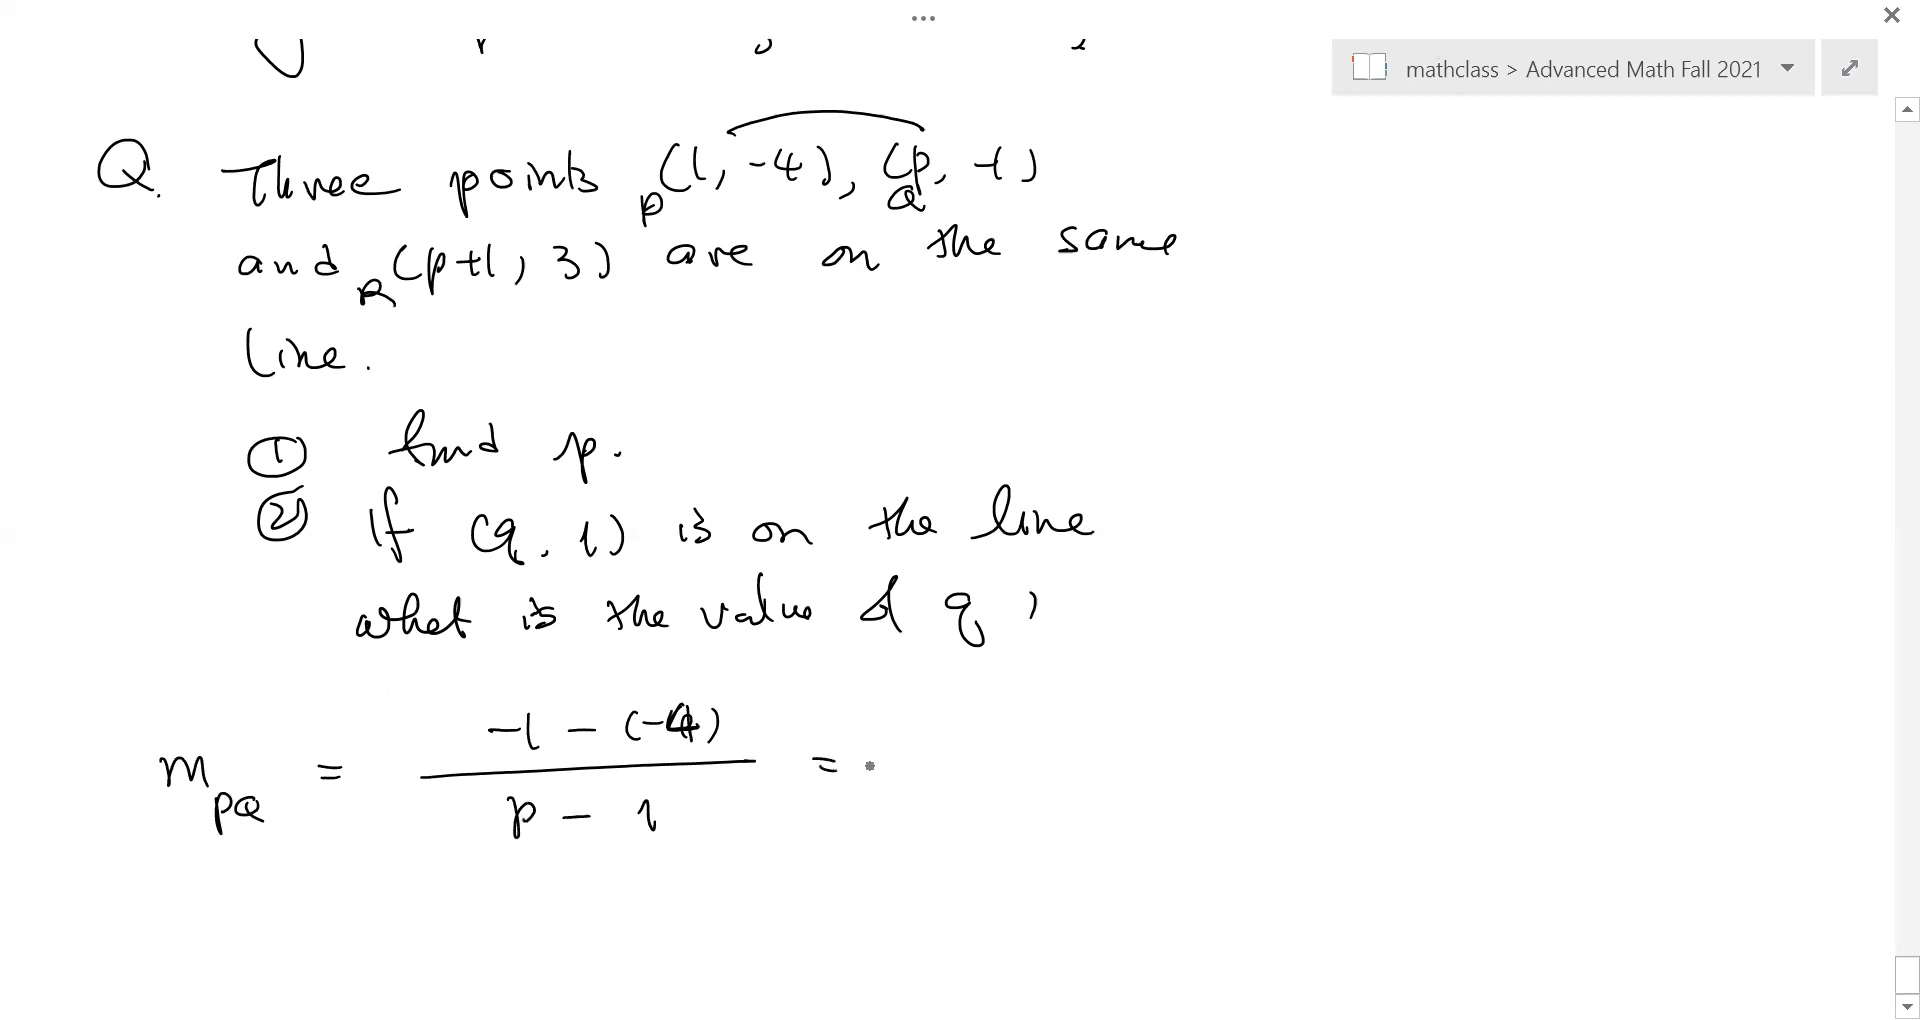 mathclass > Advanced Math Fall 2021
Q. Three points P(1, -4), Q(p, -1)
and R(p+1, 3) are on the same
line.
① find p.
② If (q, 1) is on the line
what is the value of q ?
m_PQ = (-1 - (-4)) / (p - 1) =